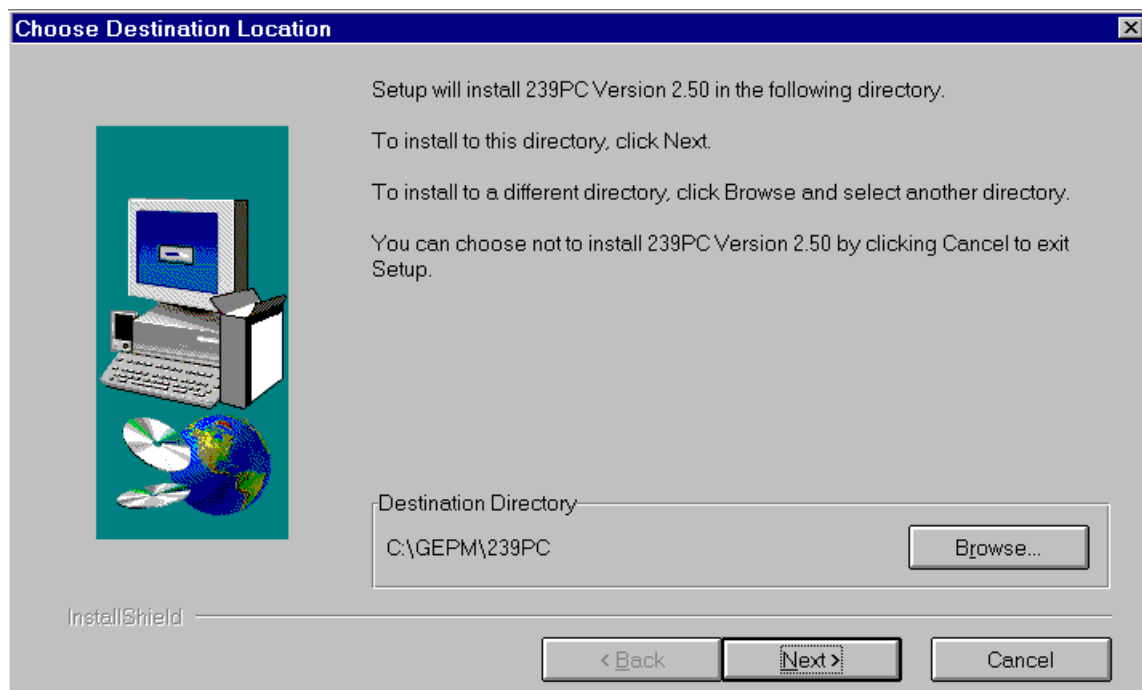 Choose Destination Location
Setup will install 239PC Version 2.50 in the following directory.
To install to this directory, click Next.
To install to a different directory, click Browse and select another directory.
You can choose not to install 239PC Version 2.50 by clicking Cancel to exit
Setup.
Destination Directory
C:\GEPM\239PC
Browse...
InstallShield
< Back
Next >
Cancel